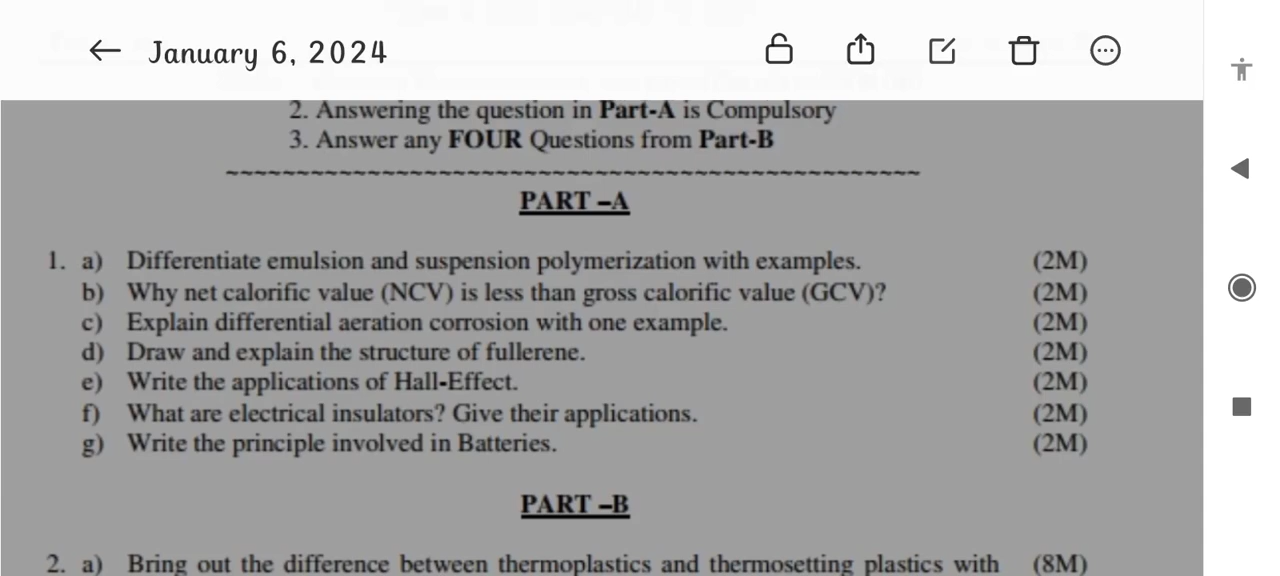 January 6, 2024
2. Answering the question in Part-A is Compulsory
3. Answer any FOUR Questions from Part-B
~~~~~~~~~~~~~~~~~~~~~~~~~~~~~~~~~~~~~~~~~~~~~~~~
PART –A
1. a) Differentiate emulsion and suspension polymerization with examples. (2M)
b) Why net calorific value (NCV) is less than gross calorific value (GCV)? (2M)
c) Explain differential aeration corrosion with one example. (2M)
d) Draw and explain the structure of fullerene. (2M)
e) Write the applications of Hall-Effect. (2M)
f) What are electrical insulators? Give their applications. (2M)
g) Write the principle involved in Batteries. (2M)
PART –B
2. a) Bring out the difference between thermoplastics and thermosetting plastics with (8M)